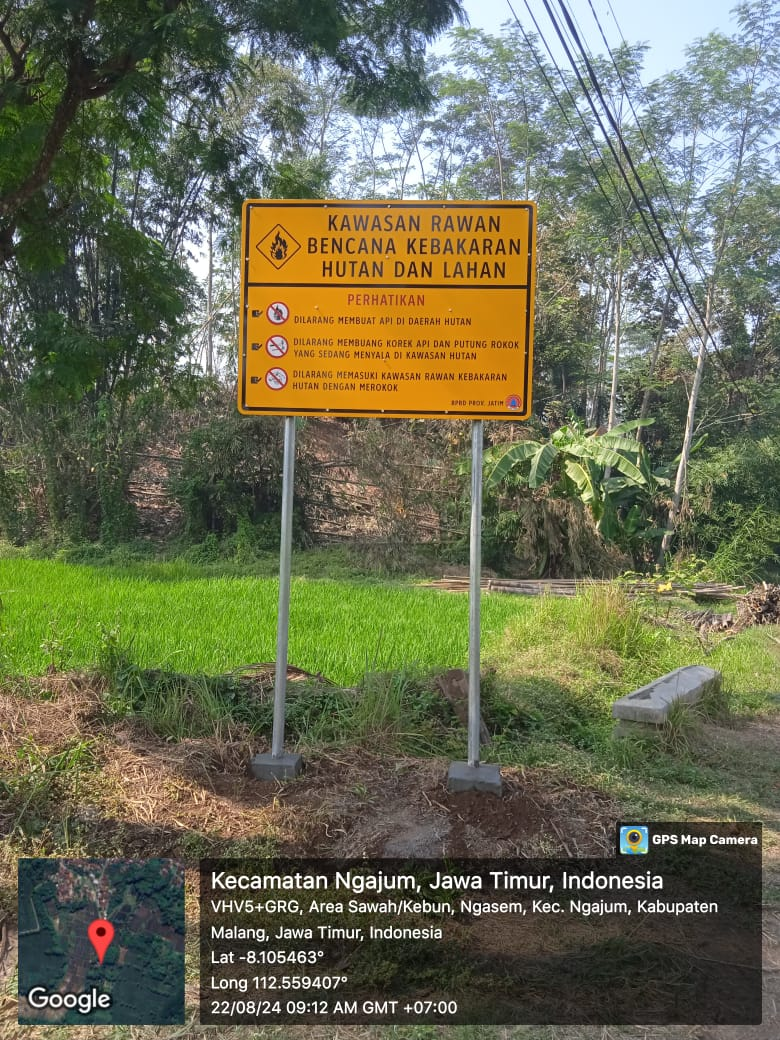 KAWASAN RAWAN
BENCANA KEBAKARAN
HUTAN DAN LAHAN
PERHATIKAN
DILARANG MEMBUAT API DI DAERAH HUTAN
DILARANG MEMBUANG KOREK API DAN PUTUNG ROKOK
YANG SEDANG MENYALA DI KAWASAN HUTAN
DILARANG MEMASUKI KAWASAN RAWAN KEBAKARAN
HUTAN DENGAN MEROKOK
BPBD PROV. JATIM
GPS Map Camera
Kecamatan Ngajum, Jawa Timur, Indonesia
VHV5+GRG, Area Sawah/Kebun, Ngasem, Kec. Ngajum, Kabupaten
Malang, Jawa Timur, Indonesia
Lat -8.105463°
Long 112.559407°
22/08/24 09:12 AM GMT +07:00
Google